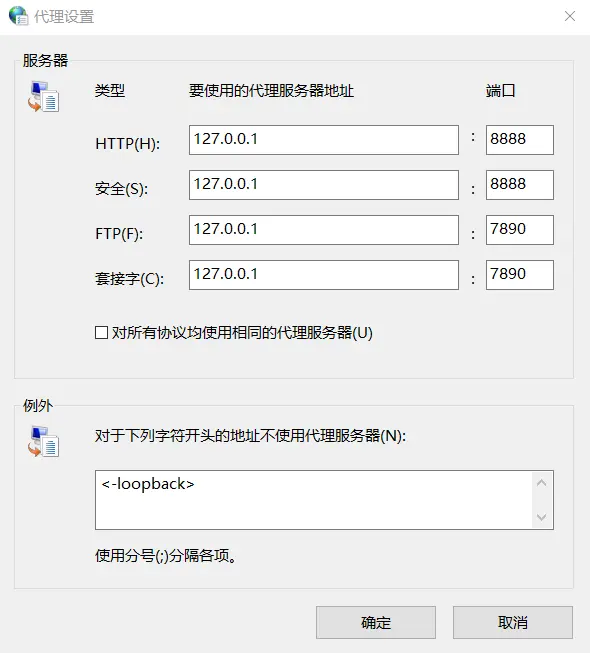 代理设置
服务器
类型 要使用的代理服务器地址 端口
HTTP(H): 127.0.0.1 : 8888
安全(S): 127.0.0.1 : 8888
FTP(F): 127.0.0.1 : 7890
套接字(C): 127.0.0.1 : 7890
对所有协议均使用相同的代理服务器(U)
例外
对于下列字符开头的地址不使用代理服务器(N):
<-loopback>
使用分号(;)分隔各项。
确定 取消